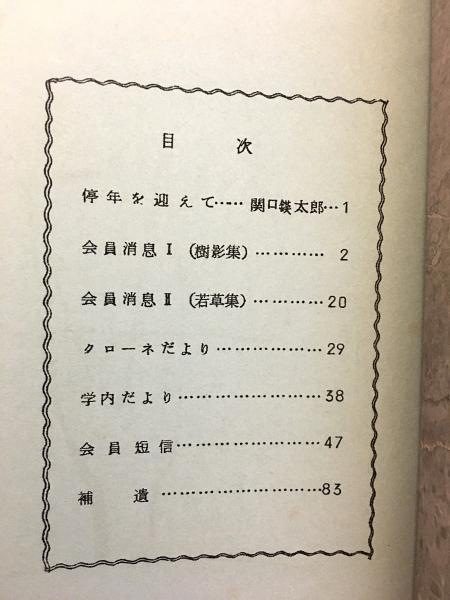 目 次
停年を迎えて…… 関口鍈太郎…1
会員消息Ⅰ (樹影集) ………… 2
会員消息Ⅱ (若草集) ………… 20
クローネだより ……………… 29
学内だより …………………… 38
会員短信 …………………… 47
補 遺 ……………………… 83